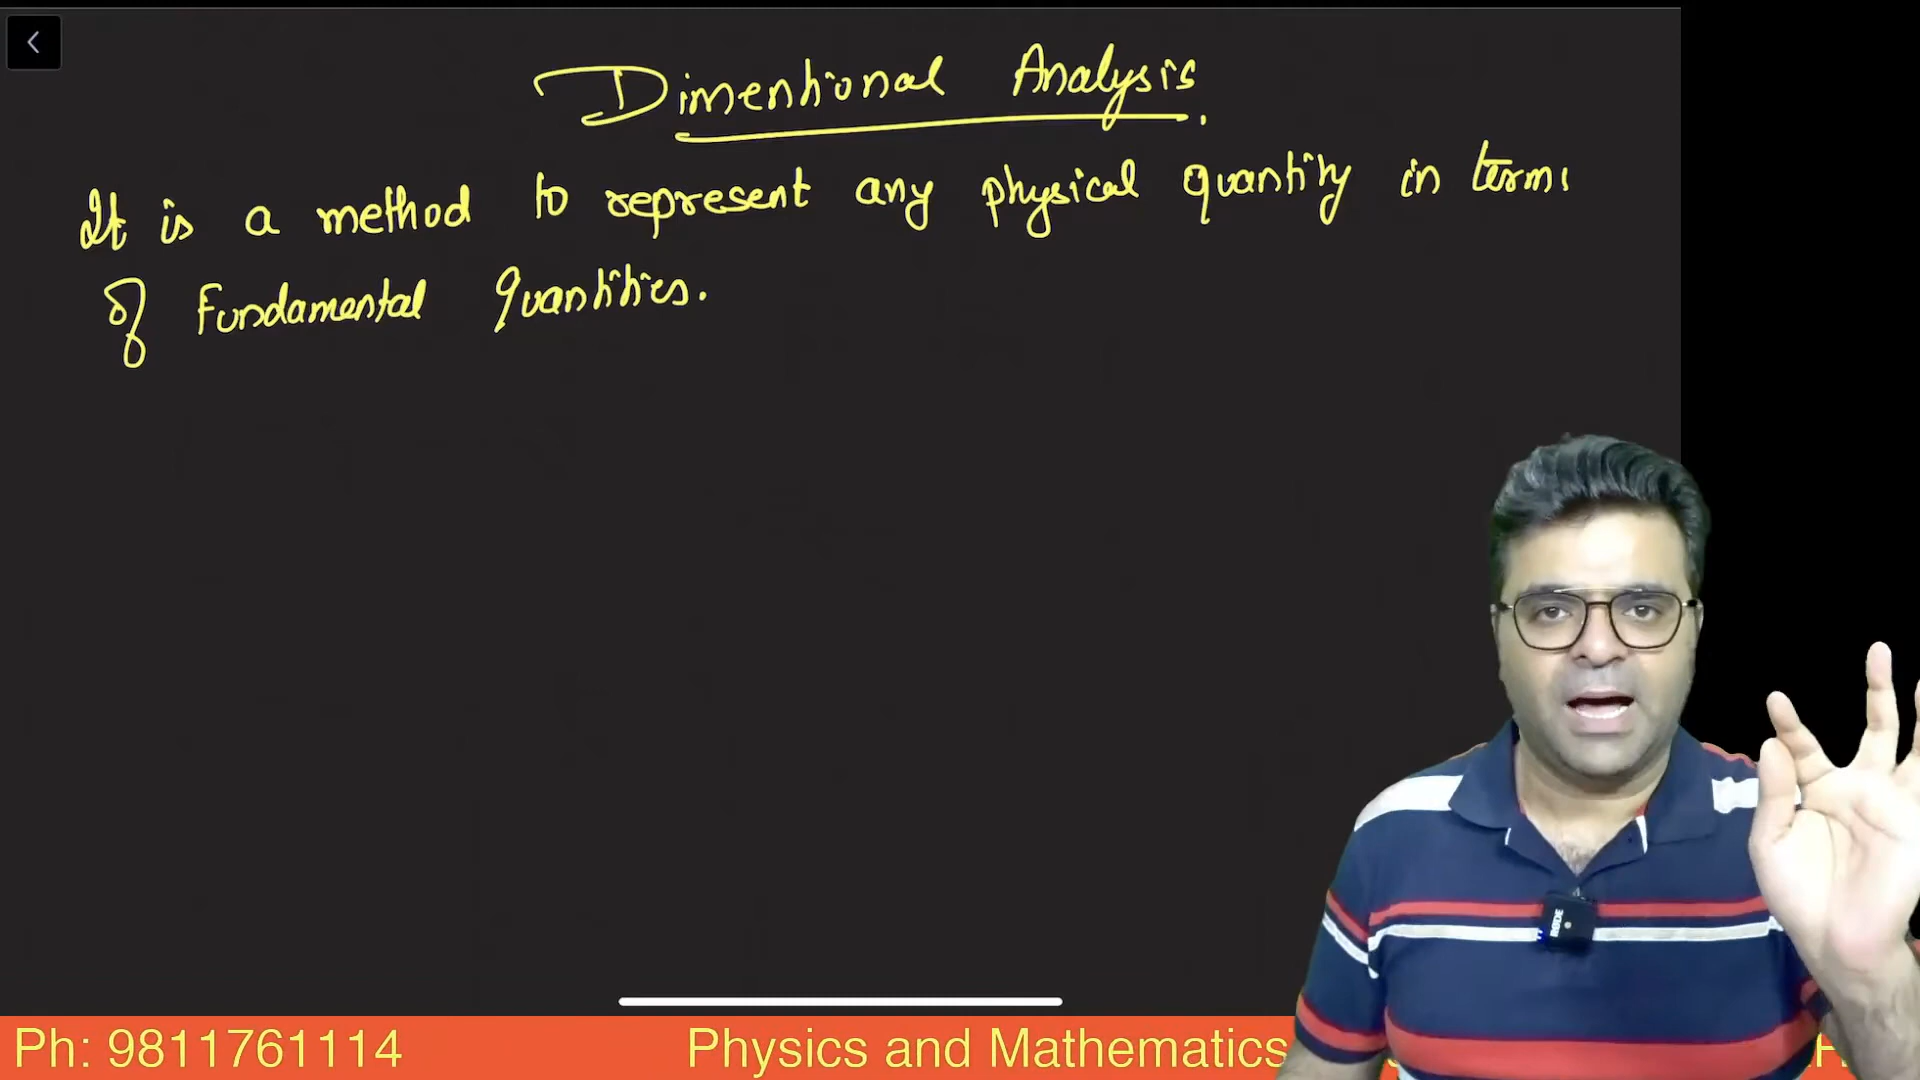 Dimentional Analysis.
It is a method to represent any physical quantity in terms
of Fundamental Quantities.
RODE
Ph: 9811761114 Physics and Mathematics